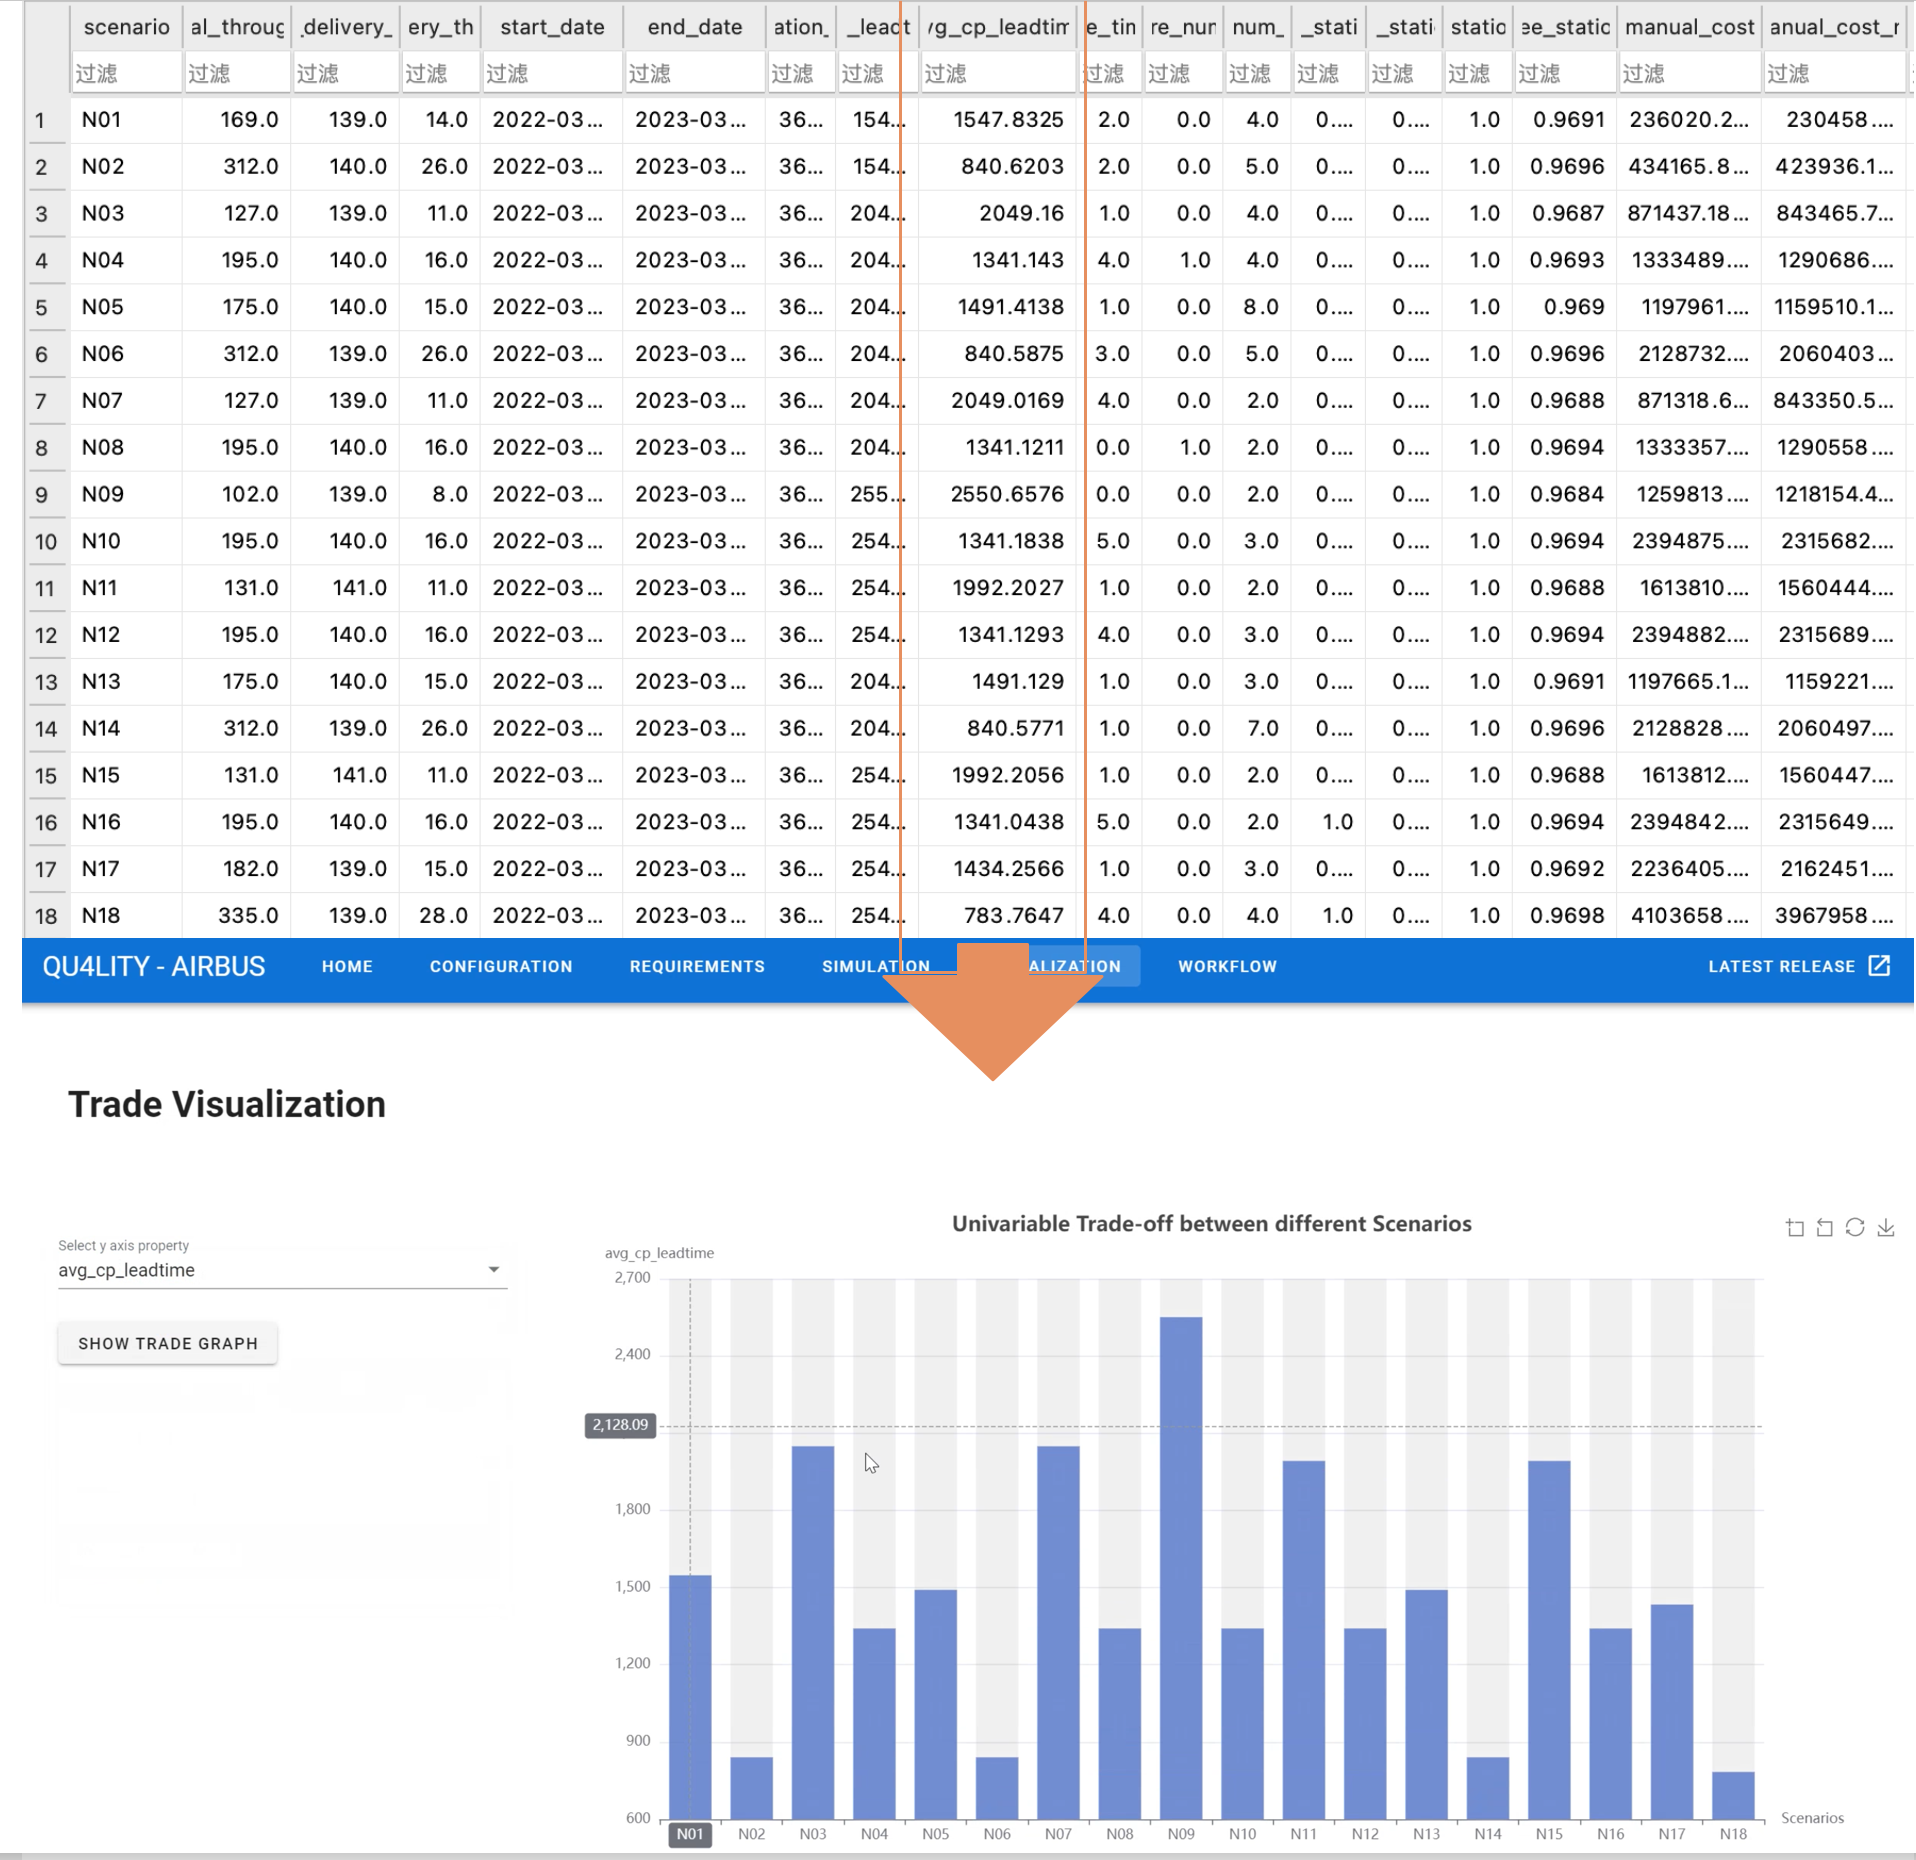 scenario al_throug _delivery_ ery_th start_date end_date ation_ _leadt vg_cp_leadtim e_tin re_nur num_ _stati _stati statio ee_static manual_cost anual_cost_r
过滤 过滤 过滤 过滤 过滤 过滤 过滤 过滤 过滤 过滤 过滤 过滤 过滤 过滤 过滤 过滤 过滤 过滤
1 N01 169.0 139.0 14.0 2022-03... 2023-03... 36... 154... 1547.8325 2.0 0.0 4.0 0.... 0.... 1.0 0.9691 236020.2... 230458....
2 N02 312.0 140.0 26.0 2022-03... 2023-03... 36... 154... 840.6203 2.0 0.0 5.0 0.... 0.... 1.0 0.9696 434165.8... 423936.1...
3 N03 127.0 139.0 11.0 2022-03... 2023-03... 36... 204... 2049.16 1.0 0.0 4.0 0.... 0.... 1.0 0.9687 871437.18... 843465.7...
4 N04 195.0 140.0 16.0 2022-03... 2023-03... 36... 204... 1341.143 4.0 1.0 4.0 0.... 0.... 1.0 0.9693 1333489.... 1290686....
5 N05 175.0 140.0 15.0 2022-03... 2023-03... 36... 204... 1491.4138 1.0 0.0 8.0 0.... 0.... 1.0 0.969 1197961.... 1159510.1...
6 N06 312.0 139.0 26.0 2022-03... 2023-03... 36... 204... 840.5875 3.0 0.0 5.0 0.... 0.... 1.0 0.9696 2128732.... 2060403...
7 N07 127.0 139.0 11.0 2022-03... 2023-03... 36... 204... 2049.0169 4.0 0.0 2.0 0.... 0.... 1.0 0.9688 871318.6... 843350.5...
8 N08 195.0 140.0 16.0 2022-03... 2023-03... 36... 204... 1341.1211 0.0 1.0 2.0 0.... 0.... 1.0 0.9694 1333357.... 1290558....
9 N09 102.0 139.0 8.0 2022-03... 2023-03... 36... 255... 2550.6576 0.0 0.0 2.0 0.... 0.... 1.0 0.9684 1259813.... 1218154.4...
10 N10 195.0 140.0 16.0 2022-03... 2023-03... 36... 254... 1341.1838 5.0 0.0 3.0 0.... 0.... 1.0 0.9694 2394875.... 2315682....
11 N11 131.0 141.0 11.0 2022-03... 2023-03... 36... 254... 1992.2027 1.0 0.0 2.0 0.... 0.... 1.0 0.9688 1613810.... 1560444....
12 N12 195.0 140.0 16.0 2022-03... 2023-03... 36... 254... 1341.1293 4.0 0.0 3.0 0.... 0.... 1.0 0.9694 2394882.... 2315689....
13 N13 175.0 140.0 15.0 2022-03... 2023-03... 36... 204... 1491.129 1.0 0.0 3.0 0.... 0.... 1.0 0.9691 1197665.1... 1159221....
14 N14 312.0 139.0 26.0 2022-03... 2023-03... 36... 204... 840.5771 1.0 0.0 7.0 0.... 0.... 1.0 0.9696 2128828.... 2060497....
15 N15 131.0 141.0 11.0 2022-03... 2023-03... 36... 254... 1992.2056 1.0 0.0 2.0 0.... 0.... 1.0 0.9688 1613812.... 1560447....
16 N16 195.0 140.0 16.0 2022-03... 2023-03... 36... 254... 1341.0438 5.0 0.0 2.0 1.0 0.... 1.0 0.9694 2394842.... 2315649....
17 N17 182.0 139.0 15.0 2022-03... 2023-03... 36... 254... 1434.2566 1.0 0.0 3.0 0.... 0.... 1.0 0.9692 2236405.... 2162451....
18 N18 335.0 139.0 28.0 2022-03... 2023-03... 36... 254... 783.7647 4.0 0.0 4.0 1.0 0.... 1.0 0.9698 4103658.... 3967958....
QU4LITY - AIRBUS HOME CONFIGURATION REQUIREMENTS SIMULATION ALIZATION WORKFLOW LATEST RELEASE
Trade Visualization
Select y axis property
avg_cp_leadtime
SHOW TRADE GRAPH
Univariable Trade-off between different Scenarios
avg_cp_leadtime
2,700
2,400
2,128.09
1,800
1,500
1,200
900
600
Scenarios
N01 N02 N03 N04 N05 N06 N07 N08 N09 N10 N11 N12 N13 N14 N15 N16 N17 N18